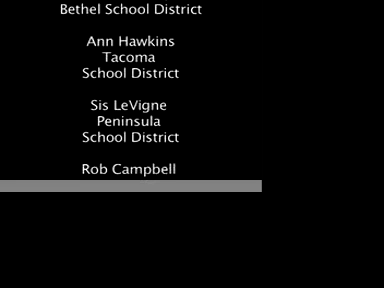 Bethel School District
Ann Hawkins
Tacoma
School District
Sis LeVigne
Peninsula
School District
Rob Campbell